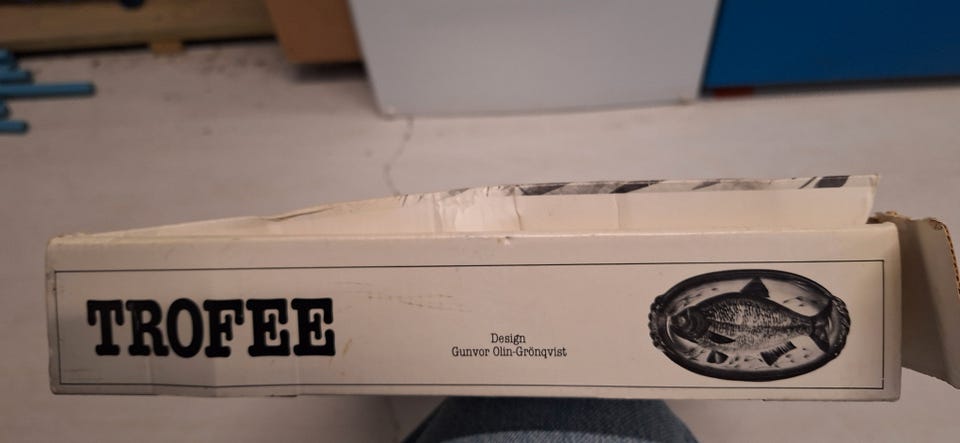 TROFEE
Design
Gunvor Olin-Grönqvist